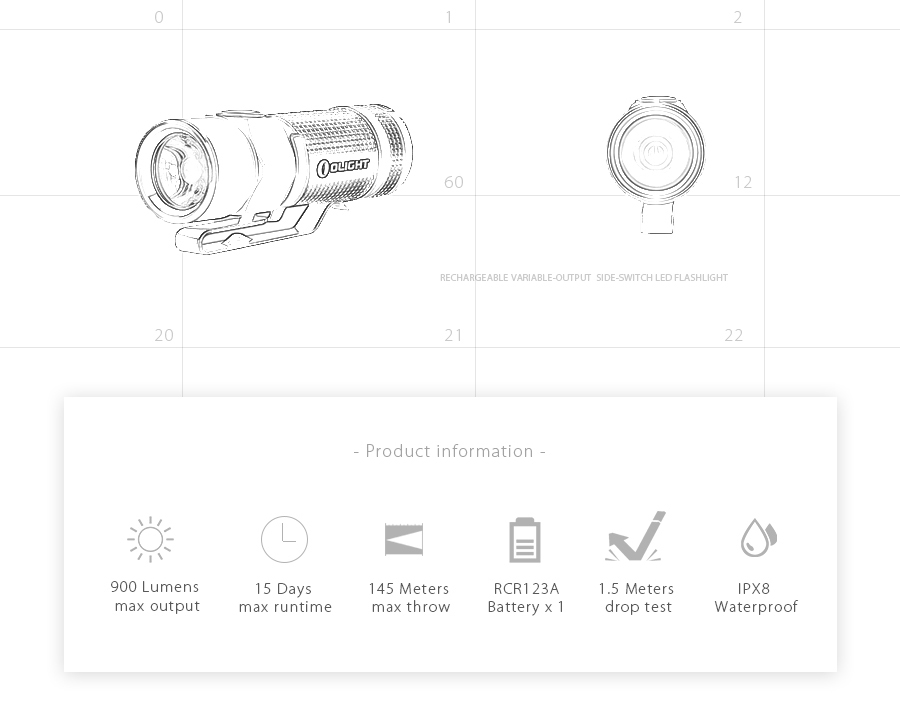 0
1
2
OLIGHT
60
12
RECHARGEABLE VARIABLE-OUTPUT SIDE-SWITCH LED FLASHLIGHT
20
21
22
- Product information -
900 Lumens
max output
15 Days
max runtime
145 Meters
max throw
RCR123A
Battery x 1
1.5 Meters
drop test
IPX8
Waterproof